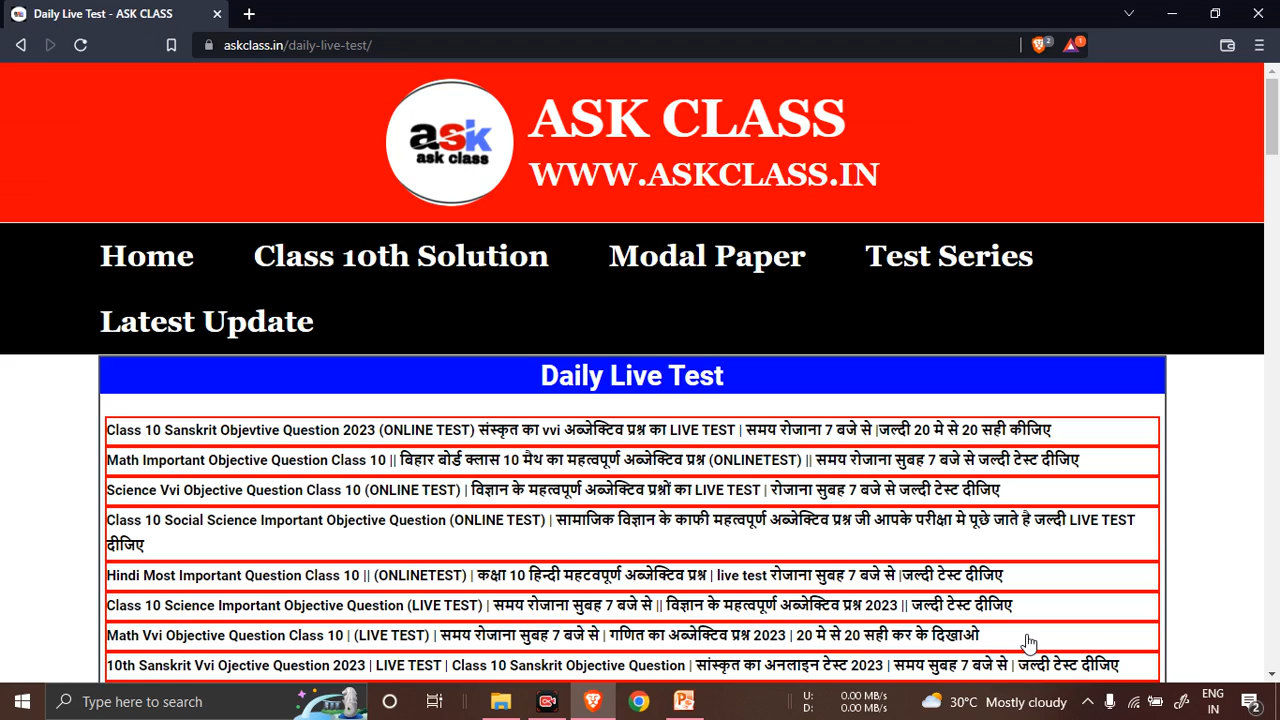 Daily Live Test - ASK CLASS
askclass.in/daily-live-test/
2
1
ask
ask class
ASK CLASS
WWW.ASKCLASS.IN
Home Class 10th Solution Modal Paper Test Series
Latest Update
Daily Live Test
Class 10 Sanskrit Objevtive Question 2023 (ONLINE TEST) संस्कृत का vvi अब्जेक्टिव प्रश्न का LIVE TEST | समय रोजाना 7 बजे से |जल्दी 20 मे से 20 सही कीजिए
Math Important Objective Question Class 10 || बिहार बोर्ड क्लास 10 मैथ का महत्वपूर्ण अब्जेक्टिव प्रश्न (ONLINETEST) || समय रोजाना सुबह 7 बजे से जल्दी टेस्ट दीजिए
Science Vvi Objective Question Class 10 (ONLINE TEST) | विज्ञान के महत्वपूर्ण अब्जेक्टिव प्रश्नों का LIVE TEST | रोजाना सुबह 7 बजे से जल्दी टेस्ट दीजिए
Class 10 Social Science Important Objective Question (ONLINE TEST) | सामाजिक विज्ञान के काफी महत्वपूर्ण अब्जेक्टिव प्रश्न जी आपके परीक्षा मे पूछे जाते है जल्दी LIVE TEST
दीजिए
Hindi Most Important Question Class 10 || (ONLINETEST) | कक्षा 10 हिन्दी महटवपूर्ण अब्जेक्टिव प्रश्न | live test रोजाना सुबह 7 बजे से |जल्दी टेस्ट दीजिए
Class 10 Science Important Objective Question (LIVE TEST) | समय रोजाना सुबह 7 बजे से || विज्ञान के महत्वपूर्ण अब्जेक्टिव प्रश्न 2023 || जल्दी टेस्ट दीजिए
Math Vvi Objective Question Class 10 | (LIVE TEST) | समय रोजाना सुबह 7 बजे से | गणित का अब्जेक्टिव प्रश्न 2023 | 20 मे से 20 सही कर के दिखाओ
10th Sanskrit Vvi Ojective Question 2023 | LIVE TEST | Class 10 Sanskrit Objective Question | सांस्कृत का अनलाइन टेस्ट 2023 | समय सुबह 7 बजे से | जल्दी टेस्ट दीजिए
Type here to search
U: 0.00 MB/s
D: 0.00 MB/s
30°C Mostly cloudy
ENG
IN
2